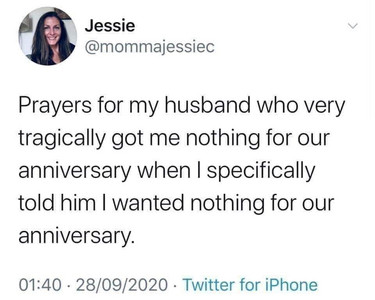 Jessie
@mommajessiec
Prayers for my husband who very
tragically got me nothing for our
anniversary when I specifically
told him I wanted nothing for our
anniversary.
01:40 · 28/09/2020 · Twitter for iPhone